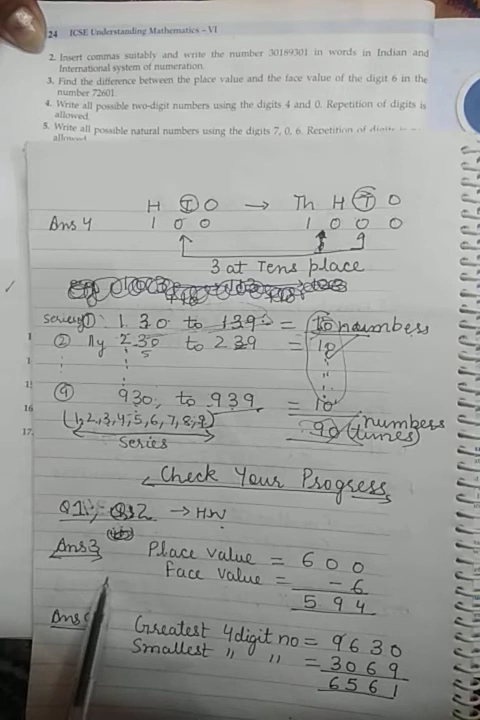 24 ICSE Understanding Mathematics – VI
2. Insert commas suitably and write the number 30189301 in words in Indian and
International system of numeration.
3. Find the difference between the place value and the face value of the digit 6 in the
number 72601.
4. Write all possible two-digit numbers using the digits 4 and 0. Repetition of digits is
allowed.
5. Write all possible natural numbers using the digits 7, 0, 6. Repetition of digits
allowed
H T O → Th H T O
Ans 4 1 0 0 1 0 0 0
3 at Tens place
Series ① 130 to 139 = 10 numbers
② lly 230 to 239 = 10
⑨ 930, to 939 = 10
(1,2,3,4,5,6,7,8,9) 90 numbers
(times)
Series
16
17.
Check Your Progress
Q1, Q2 → HW
Ans 3 Place value = 600
Face value = - 6
594
Ans Greatest 4 digit no = 9630
Smallest " " = 3069
6561